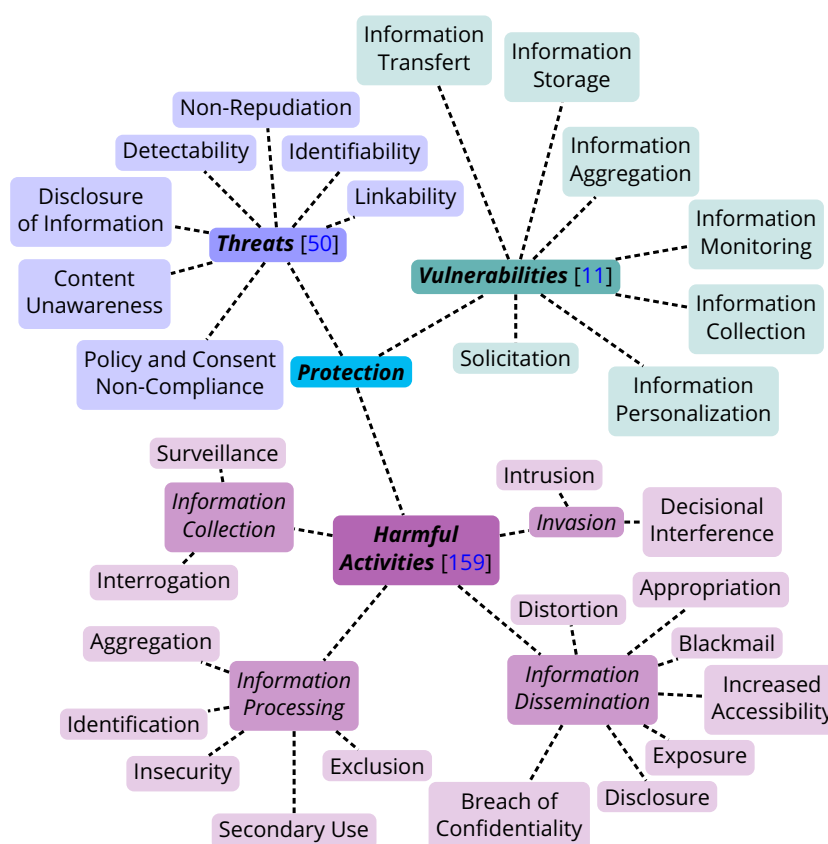 Information
Transfert
Information
Storage
Non-Repudiation
Detectability
Identifiability
Information
Aggregation
Disclosure
of Information
Linkability
Threats [50]
Information
Monitoring
Content
Unawareness
Vulnerabilities [11]
Information
Collection
Policy and Consent
Non-Compliance
Protection
Solicitation
Information
Personalization
Surveillance
Information
Collection
Interrogation
Harmful
Activities [159]
Intrusion
Invasion
Decisional
Interference
Aggregation
Information
Processing
Identification
Insecurity
Exclusion
Secondary Use
Distortion
Appropriation
Blackmail
Information
Dissemination
Increased
Accessibility
Exposure
Disclosure
Breach of
Confidentiality